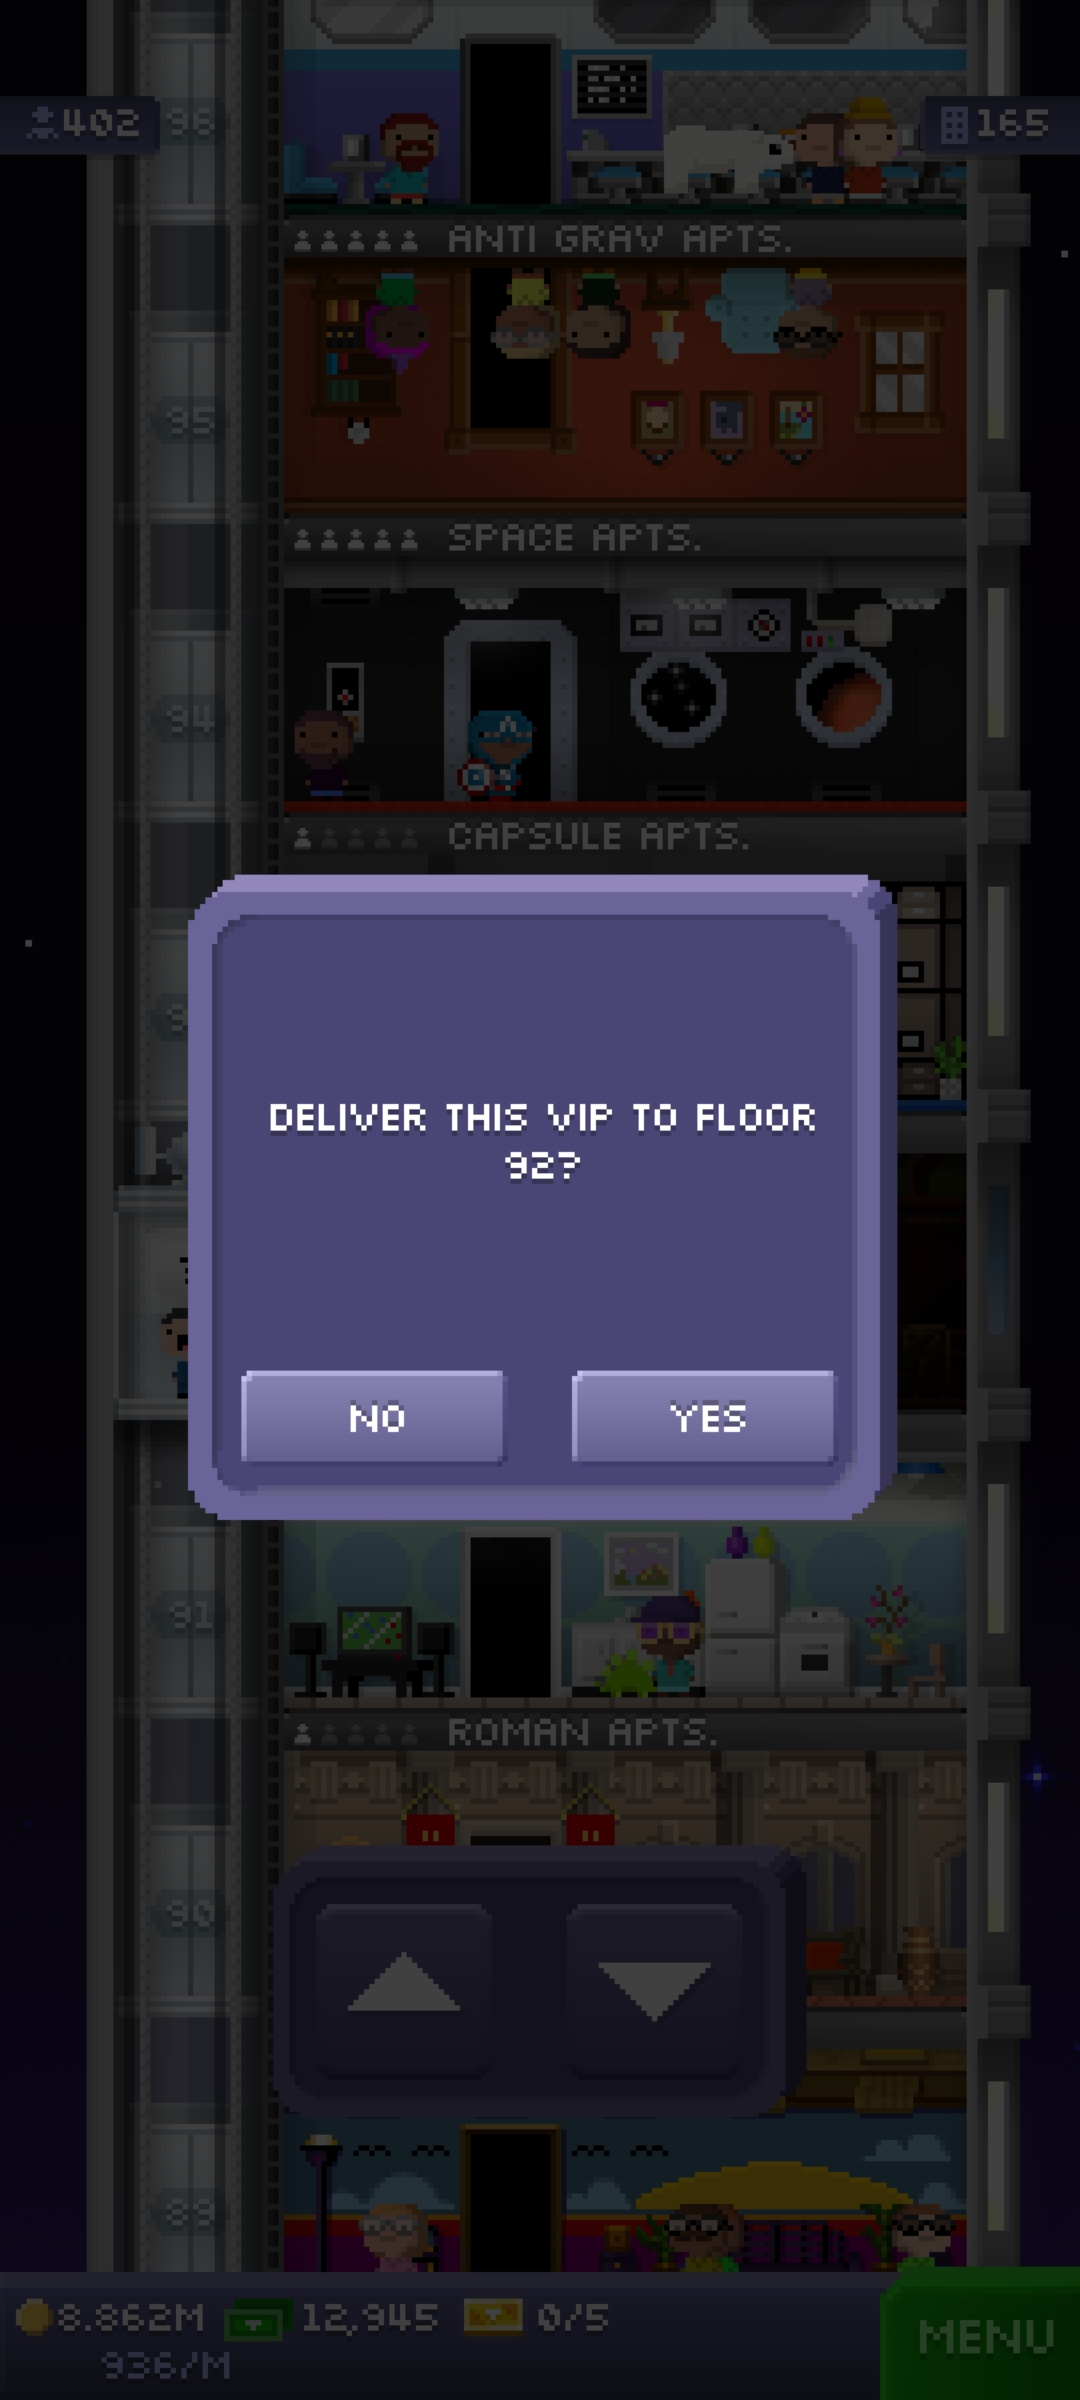 402
96
165
ANTI GRAV APTS.
95
SPACE APTS.
94
CAPSULE APTS.
DELIVER THIS VIP TO FLOOR
92?
NO
YES
91
ROMAN APTS.
90
89
8.862M
12,945
0/5
936/M
MENU